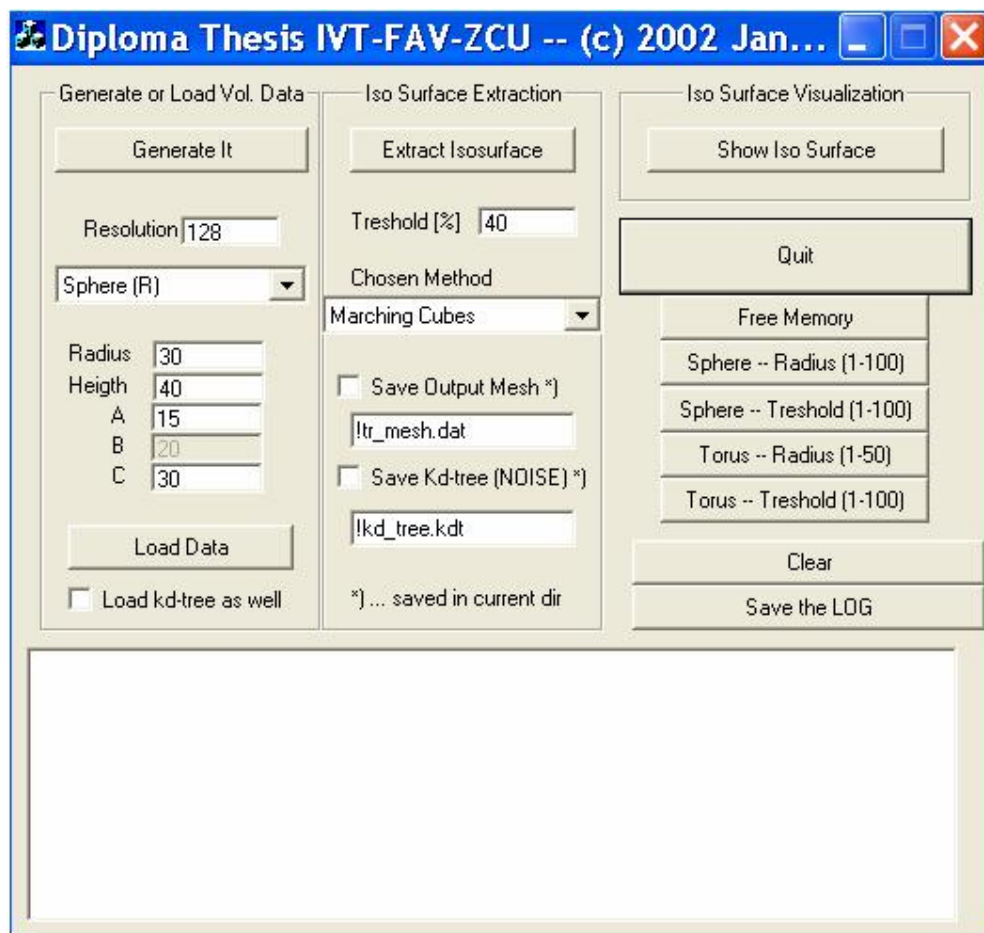 Diploma Thesis IVT-FAV-ZCU -- (c) 2002 Jan...
Generate or Load Vol. Data
Generate It
Resolution 128
Sphere (R)
Radius 30
Heigth 40
A 15
B 20
C 30
Load Data
Load kd-tree as well
Iso Surface Extraction
Extract Isosurface
Treshold [%] 40
Chosen Method
Marching Cubes
Save Output Mesh *)
!tr_mesh.dat
Save Kd-tree (NOISE) *)
!kd_tree.kdt
*) ... saved in current dir
Iso Surface Visualization
Show Iso Surface
Quit
Free Memory
Sphere -- Radius (1-100)
Sphere -- Treshold (1-100)
Torus -- Radius (1-50)
Torus -- Treshold (1-100)
Clear
Save the LOG